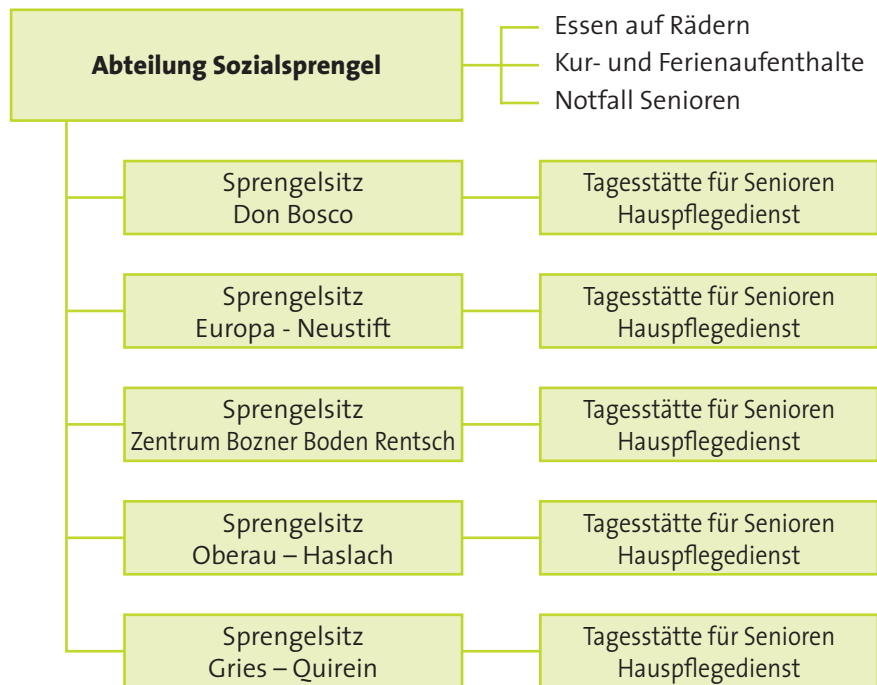 Abteilung Sozialsprengel
Essen auf Rädern
Kur- und Ferienaufenthalte
Notfall Senioren
Sprengelsitz
Don Bosco
Tagesstätte für Senioren
Hauspflegedienst
Sprengelsitz
Europa - Neustift
Tagesstätte für Senioren
Hauspflegedienst
Sprengelsitz
Zentrum Bozner Boden Rentsch
Tagesstätte für Senioren
Hauspflegedienst
Sprengelsitz
Oberau – Haslach
Tagesstätte für Senioren
Hauspflegedienst
Sprengelsitz
Gries – Quirein
Tagesstätte für Senioren
Hauspflegedienst